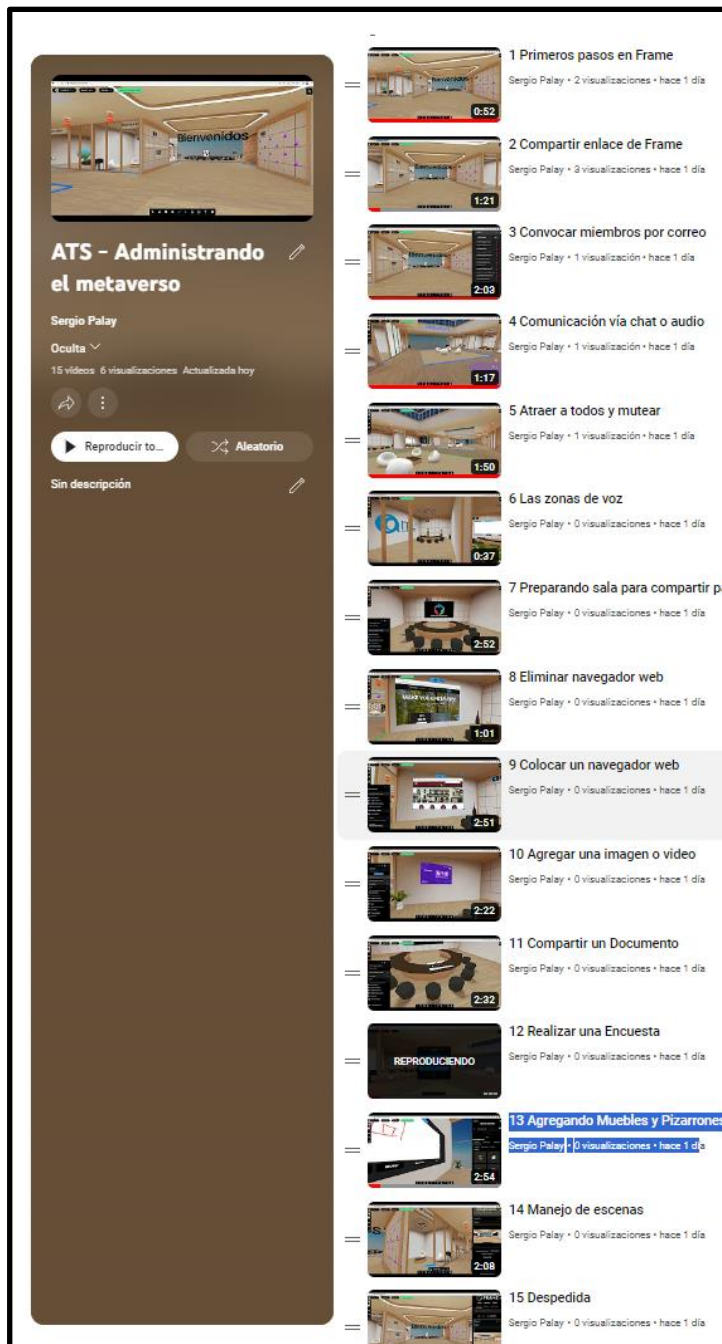 Bienvenidos
ATS - Administrando
el metaverso
Sergio Palay
Oculta
15 vídeos 6 visualizaciones Actualizada hoy
Reproducir to...
Aleatorio
Sin descripción
1 Primeros pasos en Frame
Sergio Palay • 2 visualizaciones • hace 1 día
0:52
2 Compartir enlace de Frame
Sergio Palay • 3 visualizaciones • hace 1 día
1:21
3 Convocar miembros por correo
Sergio Palay • 1 visualización • hace 1 día
2:03
4 Comunicación vía chat o audio
Sergio Palay • 1 visualización • hace 1 día
1:17
5 Atraer a todos y mutear
Sergio Palay • 1 visualización • hace 1 día
1:50
6 Las zonas de voz
Sergio Palay • 0 visualizaciones • hace 1 día
0:37
7 Preparando sala para compartir pa
Sergio Palay • 0 visualizaciones • hace 1 día
2:52
8 Eliminar navegador web
Sergio Palay • 0 visualizaciones • hace 1 día
1:01
9 Colocar un navegador web
Sergio Palay • 0 visualizaciones • hace 1 día
2:51
10 Agregar una imagen o video
Sergio Palay • 0 visualizaciones • hace 1 día
2:22
11 Compartir un Documento
Sergio Palay • 0 visualizaciones • hace 1 día
2:32
12 Realizar una Encuesta
Sergio Palay • 0 visualizaciones • hace 1 día
REPRODUCIENDO
13 Agregando Muebles y Pizarrones
Sergio Palay • 0 visualizaciones • hace 1 día
2:54
14 Manejo de escenas
Sergio Palay • 0 visualizaciones • hace 1 día
2:08
15 Despedida
Sergio Palay • 0 visualizaciones • hace 1 día